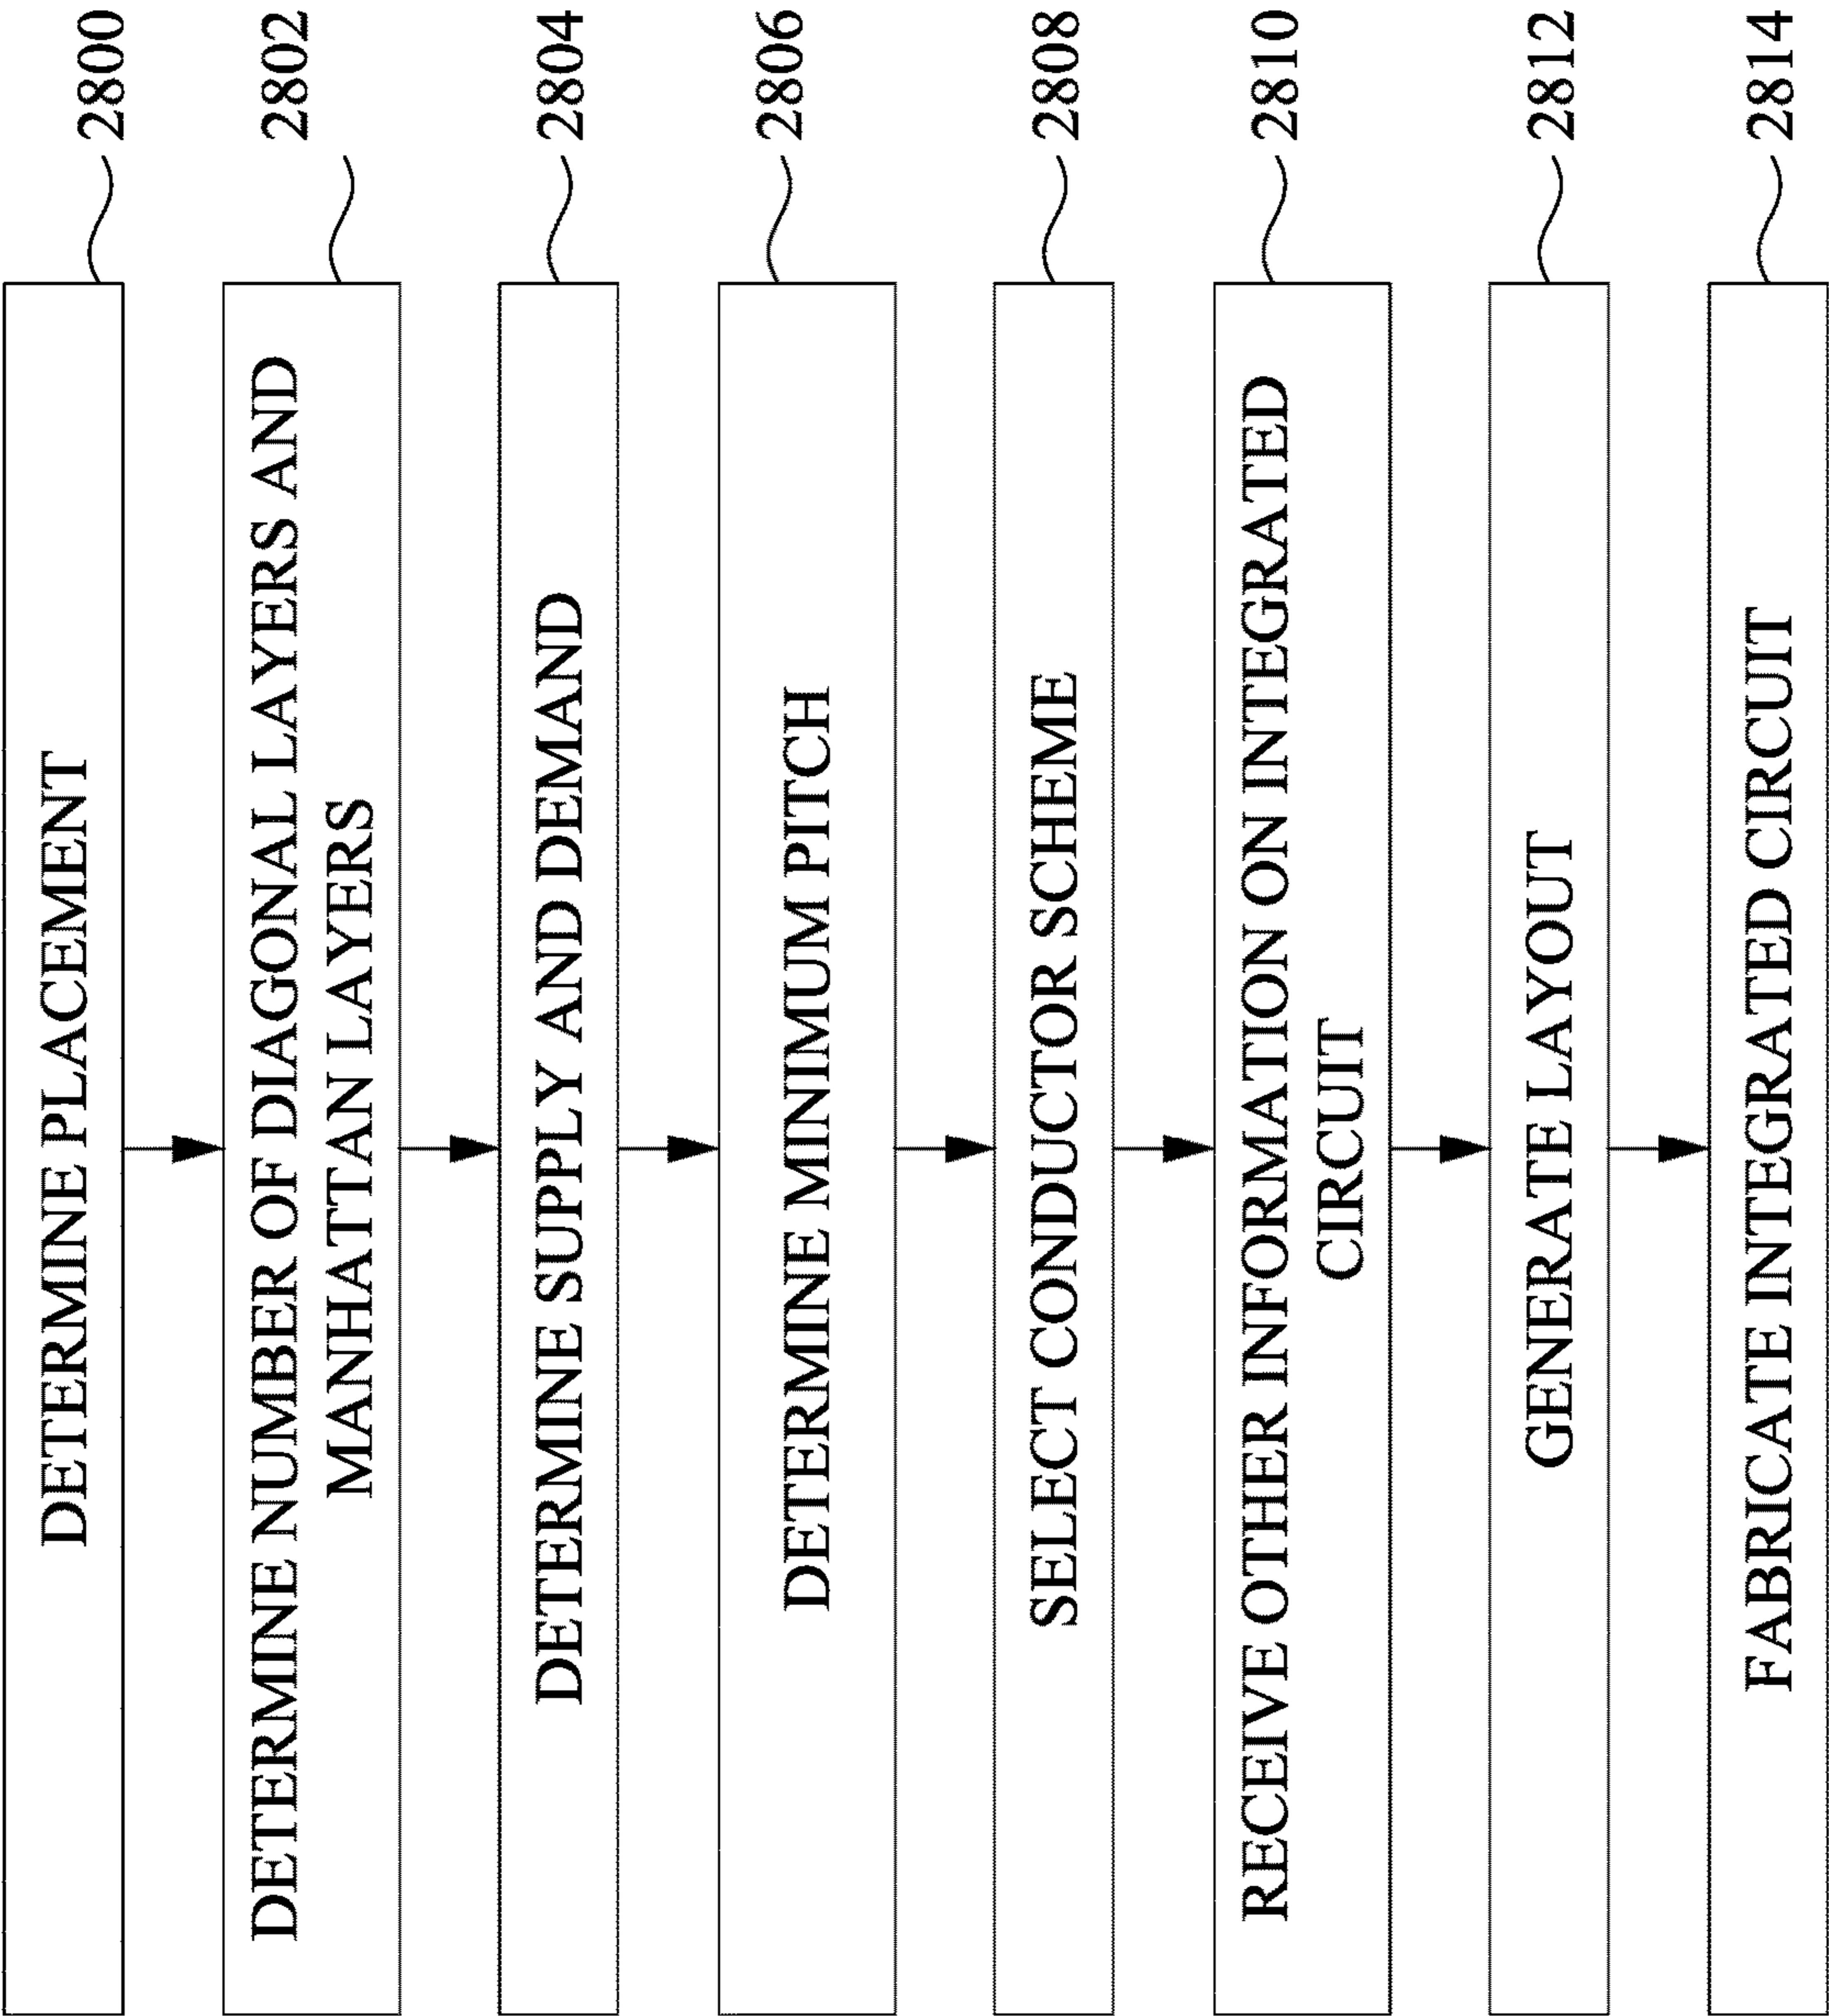 DETERMINE PLACEMENT
2800
DETERMINE NUMBER OF DIAGONAL LAYERS AND
MANHATTAN LAYERS
2802
DETERMINE SUPPLY AND DEMAND
2804
DETERMINE MINIMUM PITCH
2806
SELECT CONDUCTOR SCHEME
2808
RECEIVE OTHER INFORMATION ON INTEGRATED
CIRCUIT
2810
GENERATE LAYOUT
2812
FABRICATE INTEGRATED CIRCUIT
2814